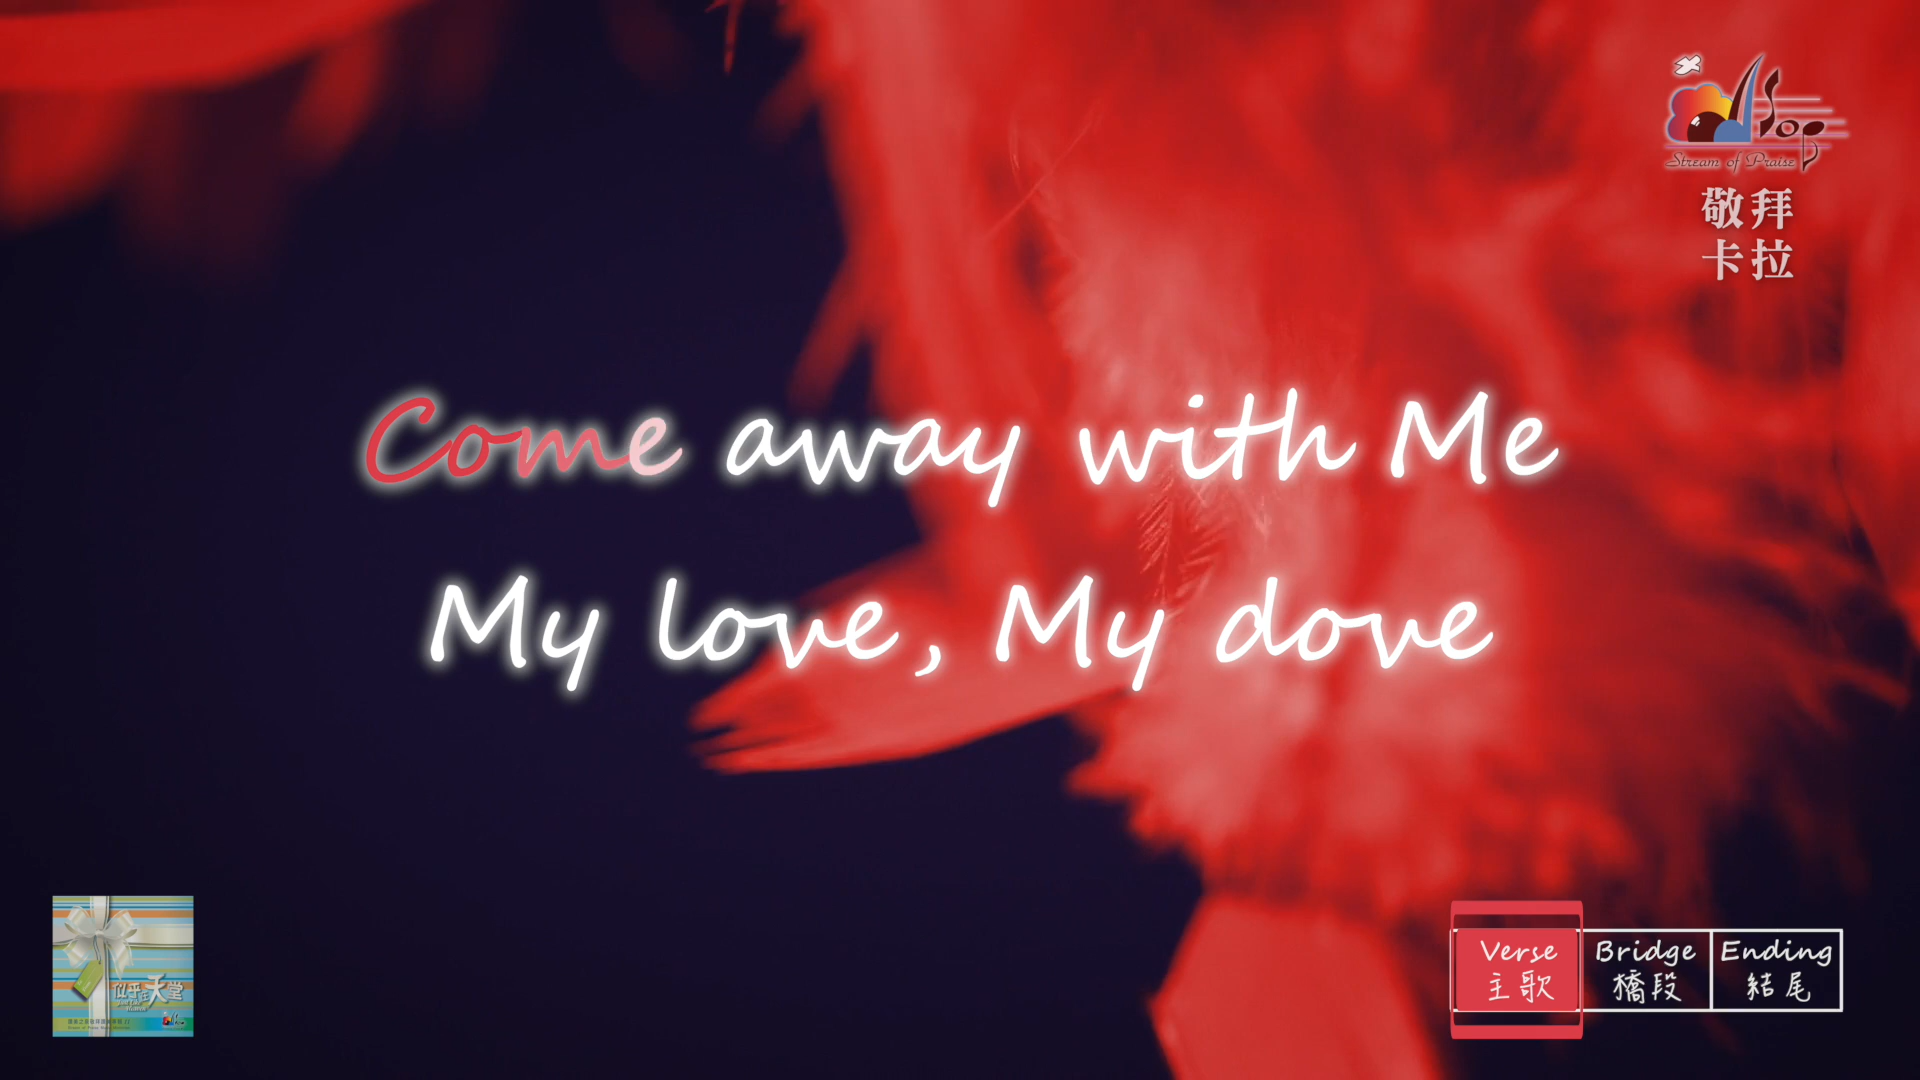 Sop
Stream of Praise
敬拜
卡拉
Come away with Me
My love, My dove
似乎在天堂
Verse
主歌
Bridge
橋段
Ending
結尾